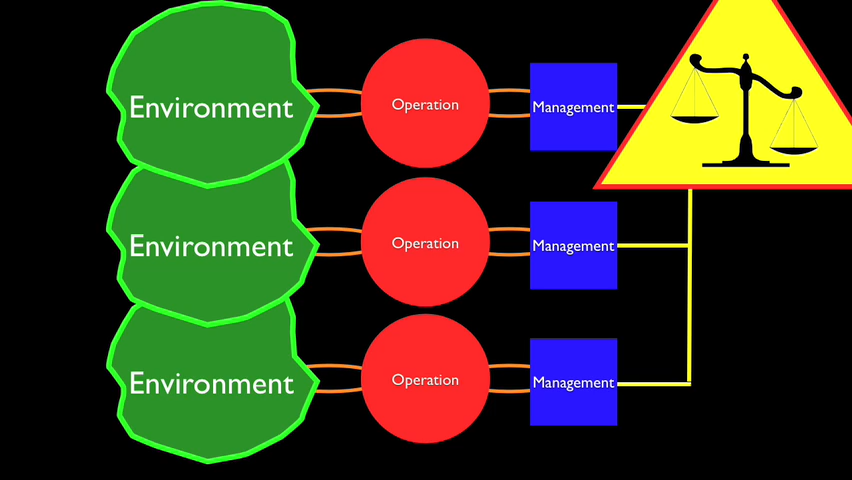 Environment
Operation
Management
Environment
Operation
Management
Environment
Operation
Management